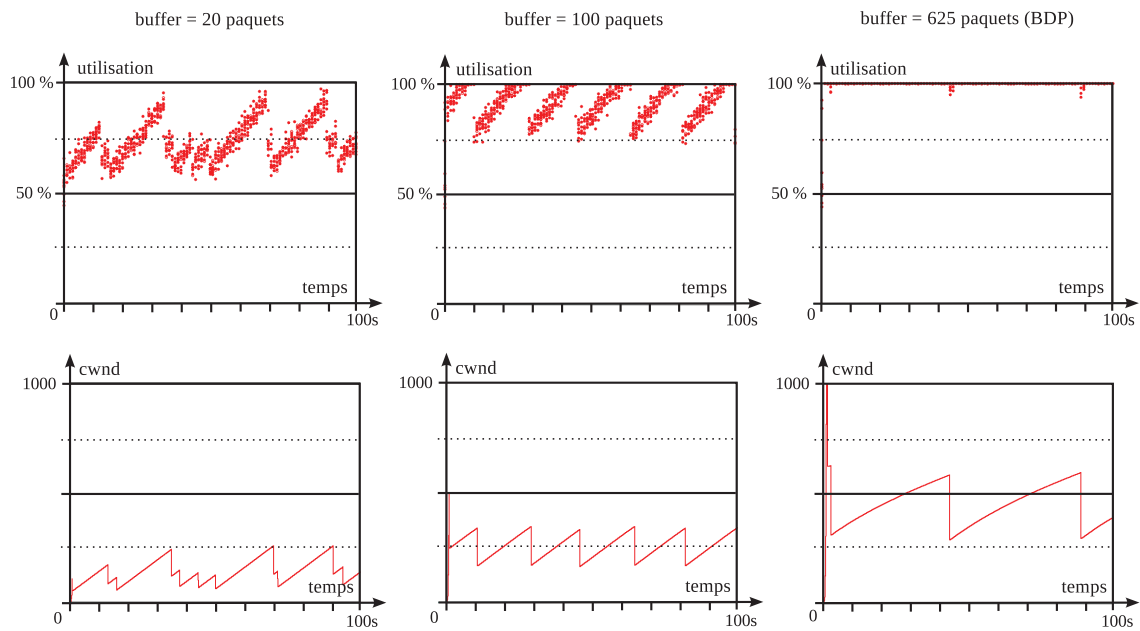 buffer = 20 paquets
buffer = 100 paquets
buffer = 625 paquets (BDP)
100 %
utilisation
50 %
temps
0
100s
100 %
utilisation
50 %
temps
0
100s
100 %
utilisation
50 %
temps
0
100s
1000
cwnd
temps
0
100s
1000
cwnd
temps
0
100s
1000
cwnd
temps
0
100s